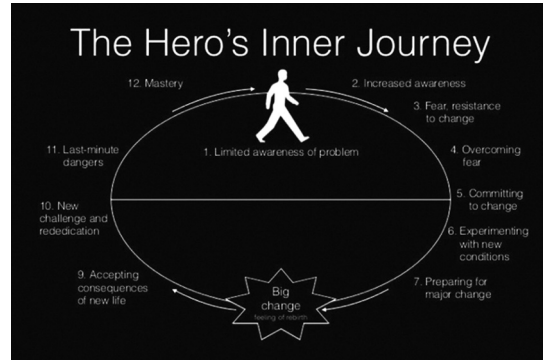 The Hero's Inner Journey
12. Mastery
2. Increased awareness
3. Fear, resistance
to change
1. Limited awareness of problem
11. Last-minute
dangers
4. Overcoming
fear
5. Committing
to change
10. New
challenge and
rededication
6. Experimenting
with new
conditions
9. Accepting
consequences
of new life
7. Preparing for
major change
Big
change
feeling of rebirth